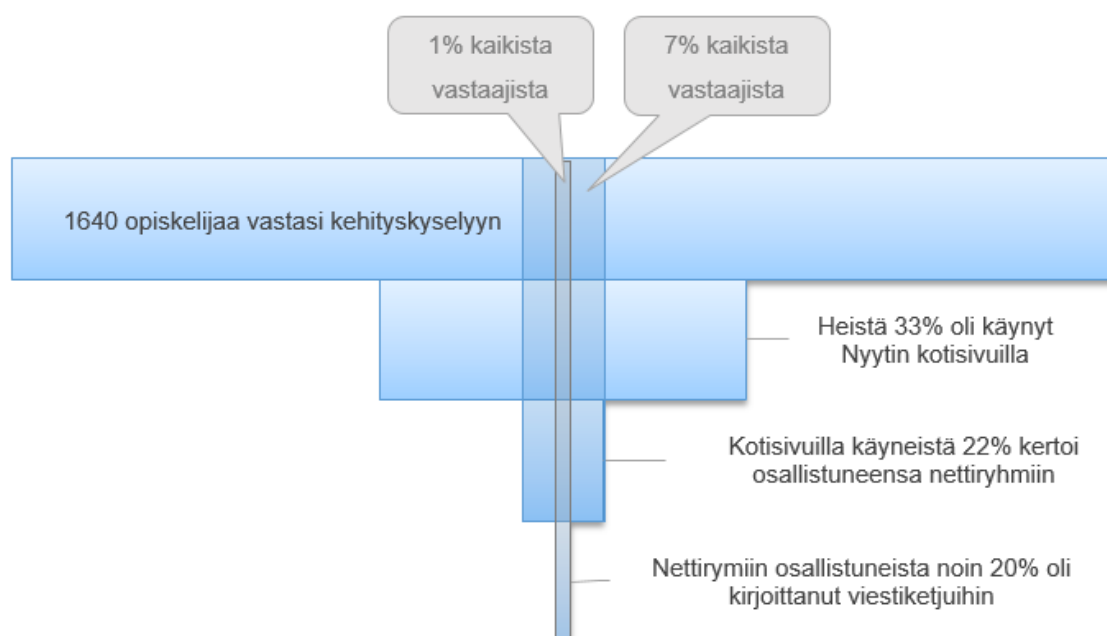 1% kaikista
vastaajista
7% kaikista
vastaajista
1640 opiskelijaa vastasi kehityskyselyyn
Heistä 33% oli käynyt
Nyytin kotisivuilla
Kotisivuilla käyneistä 22% kertoi
osallistuneensa nettiryhmiin
Nettirymiin osallistuneista noin 20% oli
kirjoittanut viestiketjuihin